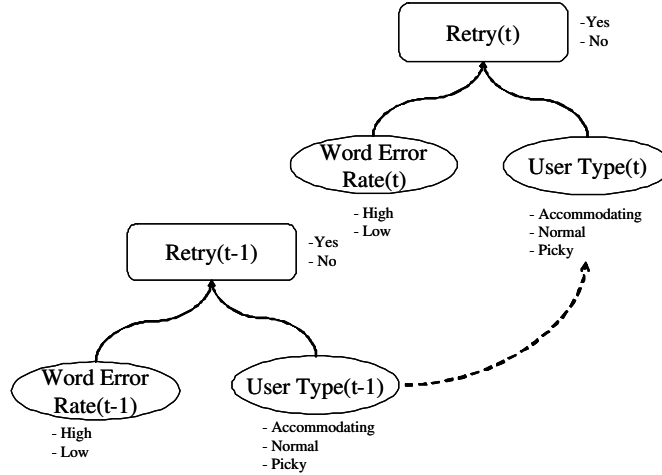 Retry(t)
-Yes
- No
Word Error
Rate(t)
- High
- Low
User Type(t)
- Accommodating
- Normal
- Picky
Retry(t-1)
-Yes
- No
Word Error
Rate(t-1)
- High
- Low
User Type(t-1)
- Accommodating
- Normal
- Picky